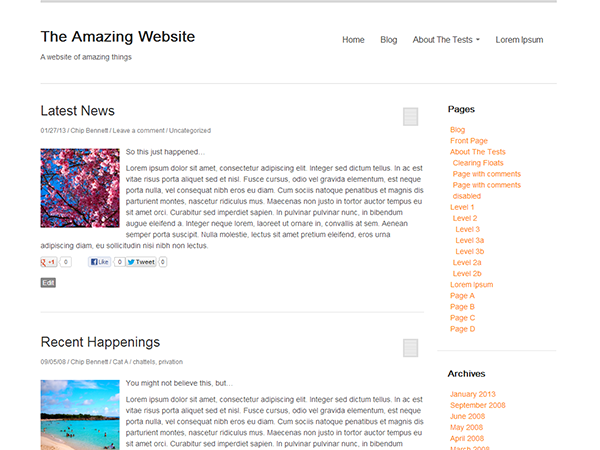 The Amazing Website
A website of amazing things
Home Blog About The Tests Lorem Ipsum
Latest News
01/27/13 / Chip Bennett / Leave a comment / Uncategorized
So this just happened...
Lorem ipsum dolor sit amet, consectetur adipiscing elit. Integer sed dictum tellus. In ac est
vitae risus porta aliquet sed et nisl. Fusce cursus, odio vel gravida elementum, est neque
porta nulla, vel consequat nibh eros eu diam. Cum sociis natoque penatibus et magnis dis
parturient montes, nascetur ridiculus mus. Maecenas non justo in tortor auctor tempus eu
sit amet orci. Curabitur sed imperdiet sapien. In pulvinar pulvinar nunc, in bibendum
augue eleifend a. Integer neque lorem, laoreet ut ornare in, convallis at sem. Aenean
semper porta suscipit. Nulla molestie, lectus sit amet pretium eleifend, eros urna
adipiscing diam, eu sollicitudin nisi nibh non lectus.
g +1 0 Like 0 Tweet 0
Edit
Recent Happenings
09/05/08 / Chip Bennett / Cat A / chattels, privation
You might not believe this, but...
Lorem ipsum dolor sit amet, consectetur adipiscing elit. Integer sed dictum tellus. In ac est
vitae risus porta aliquet sed et nisl. Fusce cursus, odio vel gravida elementum, est neque
porta nulla, vel consequat nibh eros eu diam. Cum sociis natoque penatibus et magnis dis
parturient montes, nascetur ridiculus mus. Maecenas non justo in tortor auctor tempus eu
sit amet orci. Curabitur sed imperdiet sapien. In pulvinar pulvinar nunc, in bibendum
Pages
Blog
Front Page
About The Tests
Clearing Floats
Page with comments
Page with comments
disabled
Level 1
Level 2
Level 3
Level 3a
Level 3b
Level 2a
Level 2b
Lorem Ipsum
Page A
Page B
Page C
Page D
Archives
January 2013
September 2008
June 2008
May 2008
April 2008
March 2008